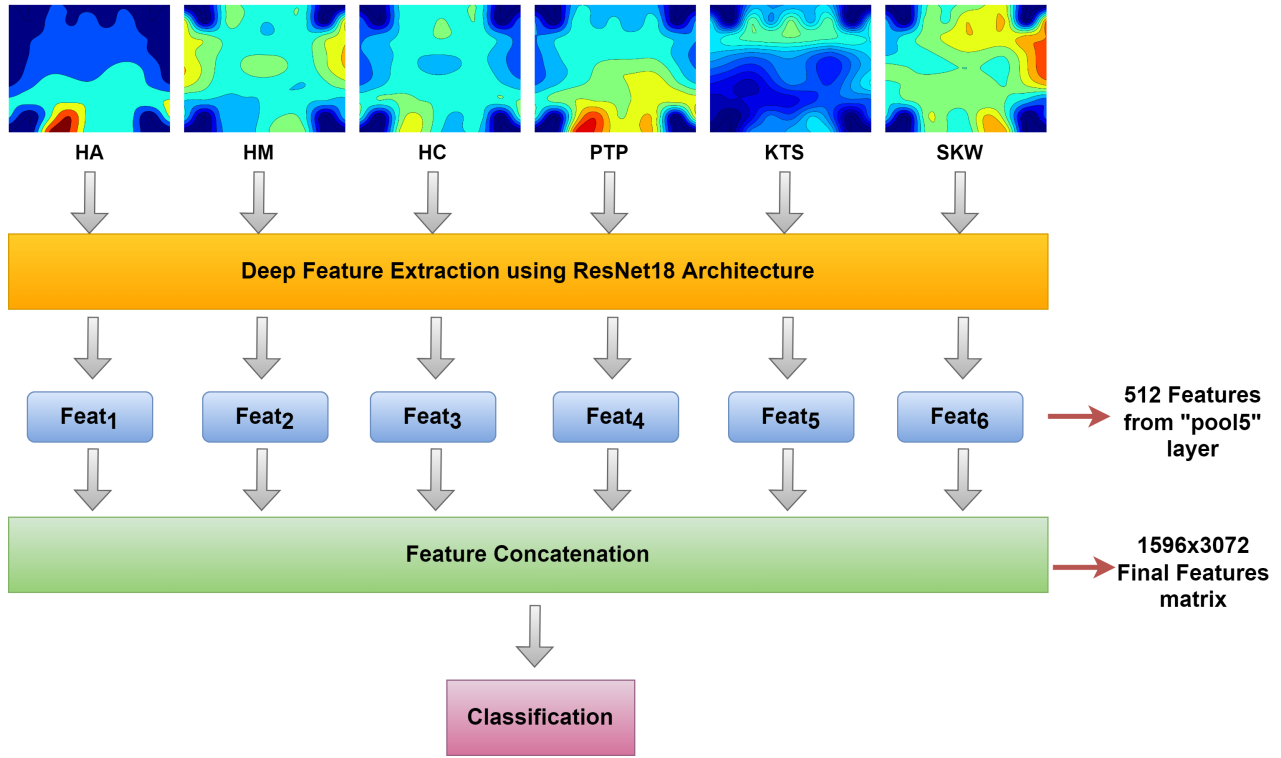 HA HM HC PTP KTS SKW
Deep Feature Extraction using ResNet18 Architecture
Feat1 Feat2 Feat3 Feat4 Feat5 Feat6
512 Features
from "pool5"
layer
Feature Concatenation
1596x3072
Final Features
matrix
Classification